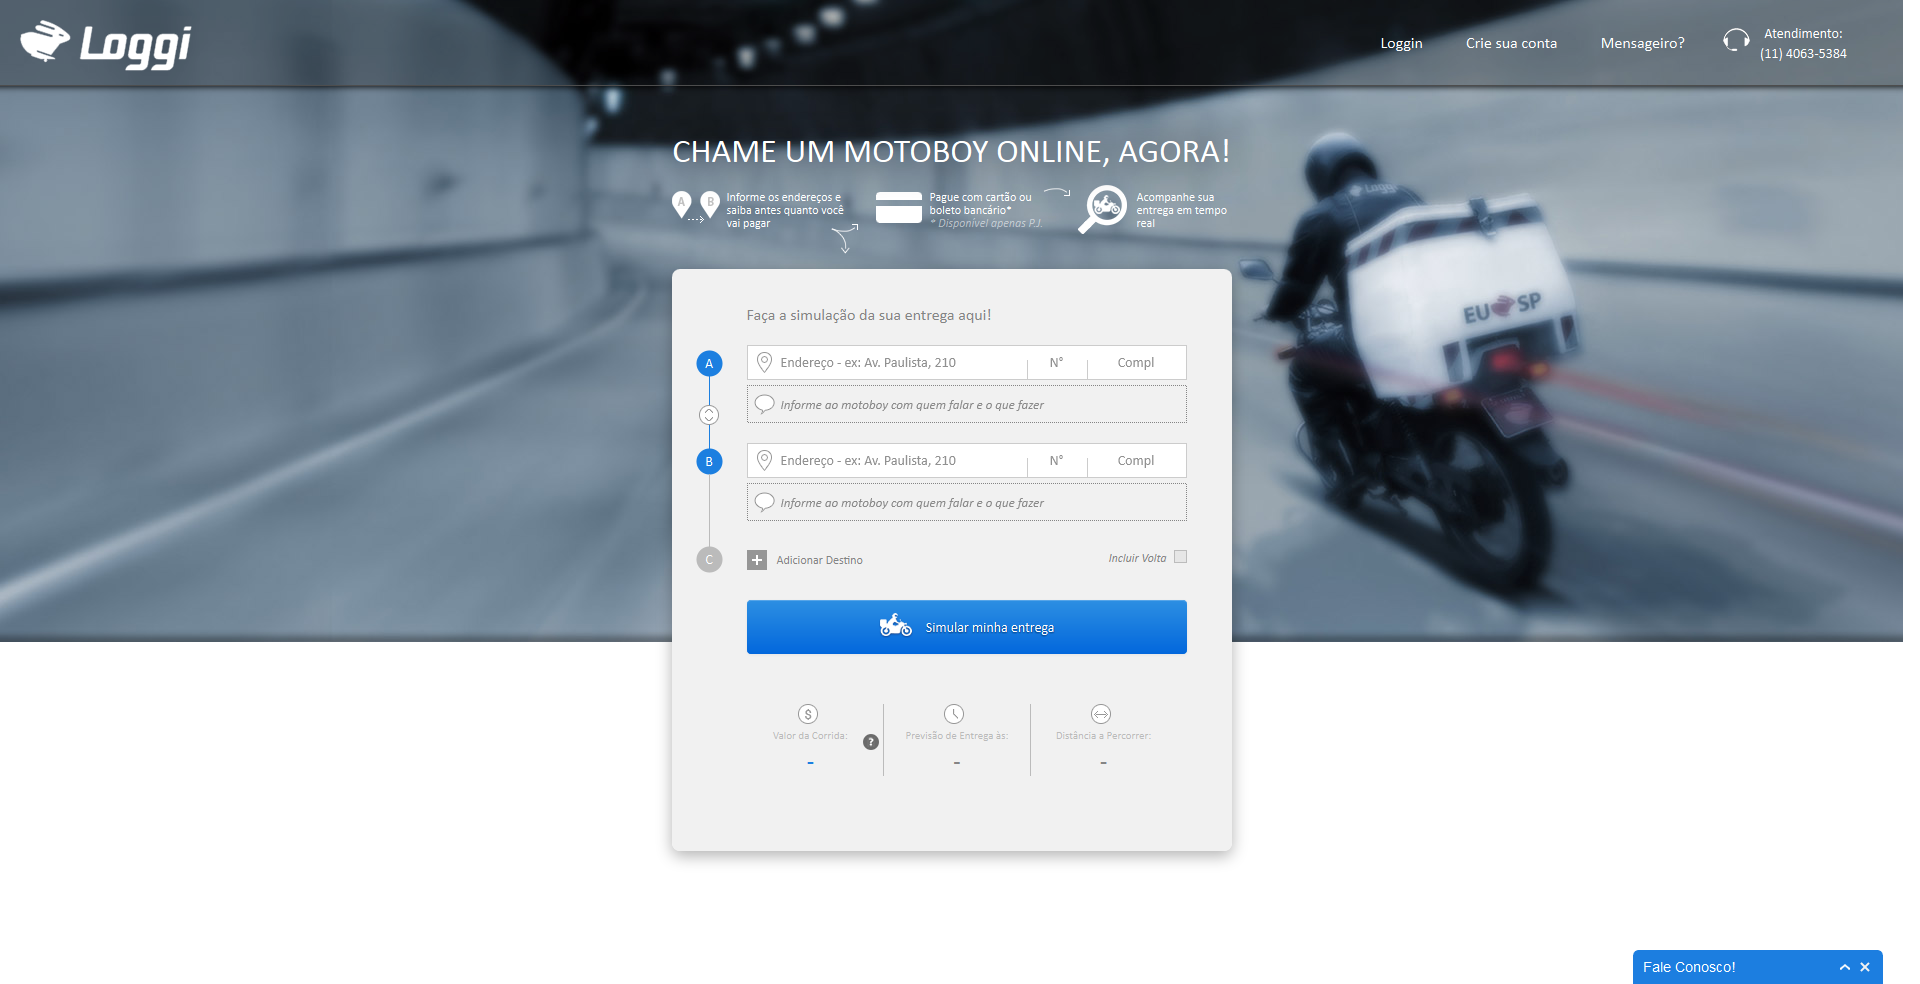 Loggi
Loggin
Crie sua conta
Mensageiro?
Atendimento:
(11) 4063-5384
CHAME UM MOTOBOY ONLINE, AGORA!
A
B
Informe os endereços e
saiba antes quanto você
vai pagar
Pague com cartão ou
boleto bancário*
* Disponível apenas P.J.
Acompanhe sua
entrega em tempo
real
Loggi
EU SP
Faça a simulação da sua entrega aqui!
A
Endereço - ex: Av. Paulista, 210
N°
Compl
Informe ao motoboy com quem falar e o que fazer
B
Endereço - ex: Av. Paulista, 210
N°
Compl
Informe ao motoboy com quem falar e o que fazer
C
+ Adicionar Destino
Incluir Volta
Simular minha entrega
$
Valor da Corrida:
?
-
Previsão de Entrega às:
-
Distância a Percorrer:
-
Fale Conosco!